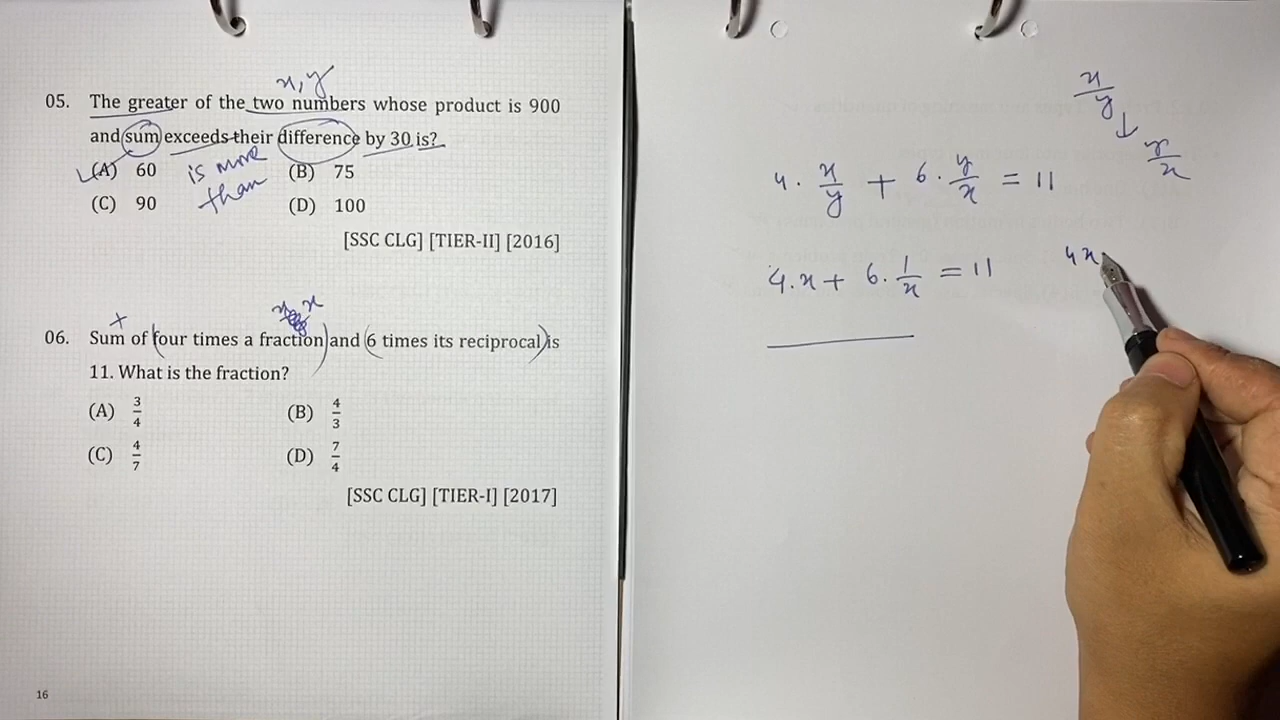 x, y
05. The greater of the two numbers whose product is 900
and sum exceeds their difference by 30 is?
(A) 60 is more than (B) 75
(C) 90 (D) 100
[SSC CLG] [TIER-II] [2016]
+ x
06. Sum of four times a fraction and 6 times its reciprocal is
11. What is the fraction?
(A) 3/4 (B) 4/3
(C) 4/7 (D) 7/4
[SSC CLG] [TIER-I] [2017]
16
x/y
↓
y/x
4. x/y + 6. y/x = 11
4.x + 6. 1/x = 11
4x